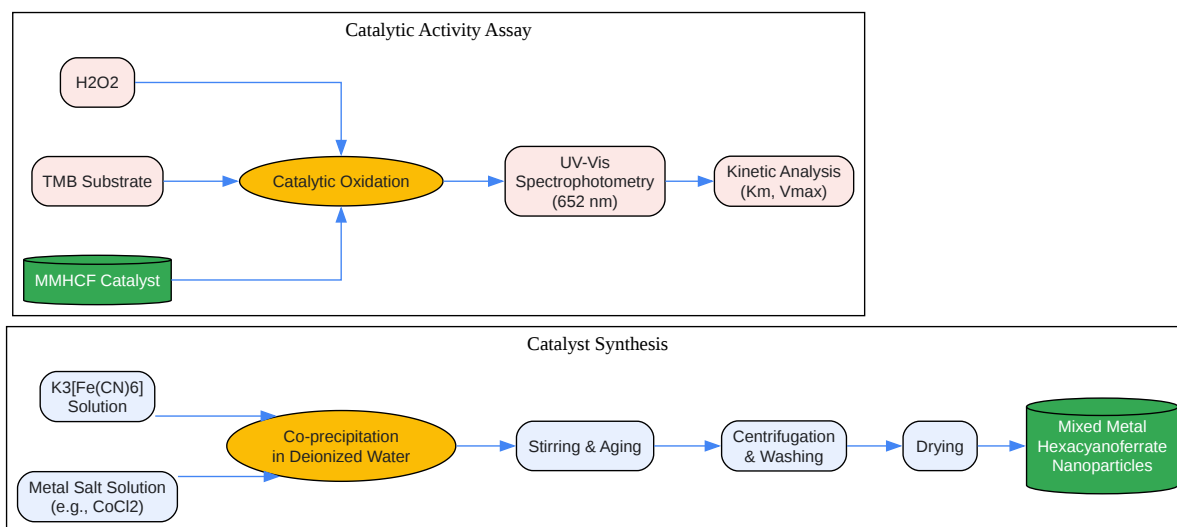 Catalytic Activity Assay
H2O2
TMB Substrate
MMHCF Catalyst
Catalytic Oxidation
UV-Vis
Spectrophotometry
(652 nm)
Kinetic Analysis
(Km, Vmax)
Catalyst Synthesis
K3[Fe(CN)6]
Solution
Metal Salt Solution
(e.g., CoCl2)
Co-precipitation
in Deionized Water
Stirring & Aging
Centrifugation
& Washing
Drying
Mixed Metal
Hexacyanoferrate
Nanoparticles